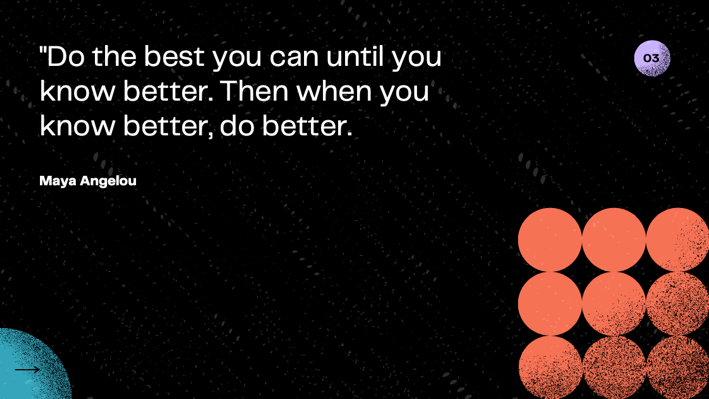 "Do the best you can until you
know better. Then when you
know better, do better.
Maya Angelou
03